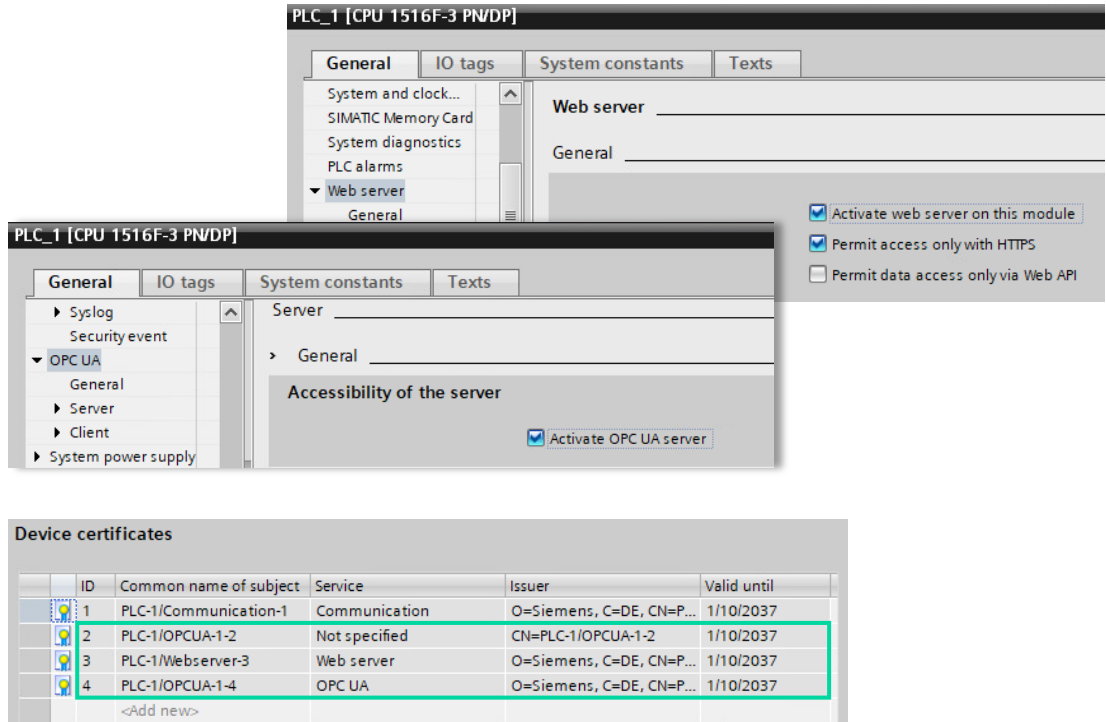 PLC_1 [CPU 1516F-3 PN/DP]
General IO tags System constants Texts
System and clock...
SIMATIC Memory Card
System diagnostics
PLC alarms
Web server
General
Web server
General
Activate web server on this module
Permit access only with HTTPS
Permit data access only via Web API
PLC_1 [CPU 1516F-3 PN/DP]
General IO tags System constants Texts
Syslog
Security event
OPC UA
General
Server
Client
System power supply
Server
General
Accessibility of the server
Activate OPC UA server
Device certificates
ID Common name of subject Service Issuer Valid until
1 PLC-1/Communication-1 Communication O=Siemens, C=DE, CN=P... 1/10/2037
2 PLC-1/OPCUA-1-2 Not specified CN=PLC-1/OPCUA-1-2 1/10/2037
3 PLC-1/Webserver-3 Web server O=Siemens, C=DE, CN=P... 1/10/2037
4 PLC-1/OPCUA-1-4 OPC UA O=Siemens, C=DE, CN=P... 1/10/2037
<Add new>